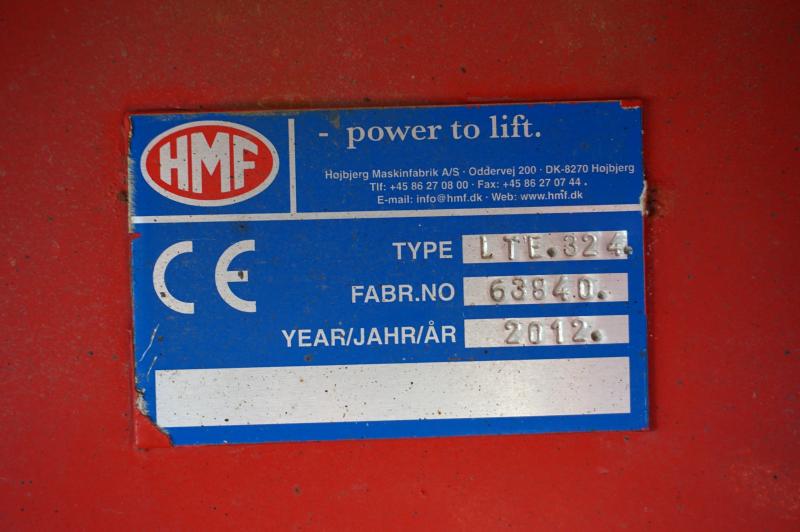 HMF
- power to lift.
Højbjerg Maskinfabrik A/S · Oddervej 200 · DK-8270 Højbjerg
Tlf: +45 86 27 08 00 · Fax: +45 86 27 07 44 .
E-mail: info@hmf.dk · Web: www.hmf.dk
CE
TYPE LTE.324.
FABR.NO 63840.
YEAR/JAHR/ÅR 2012.